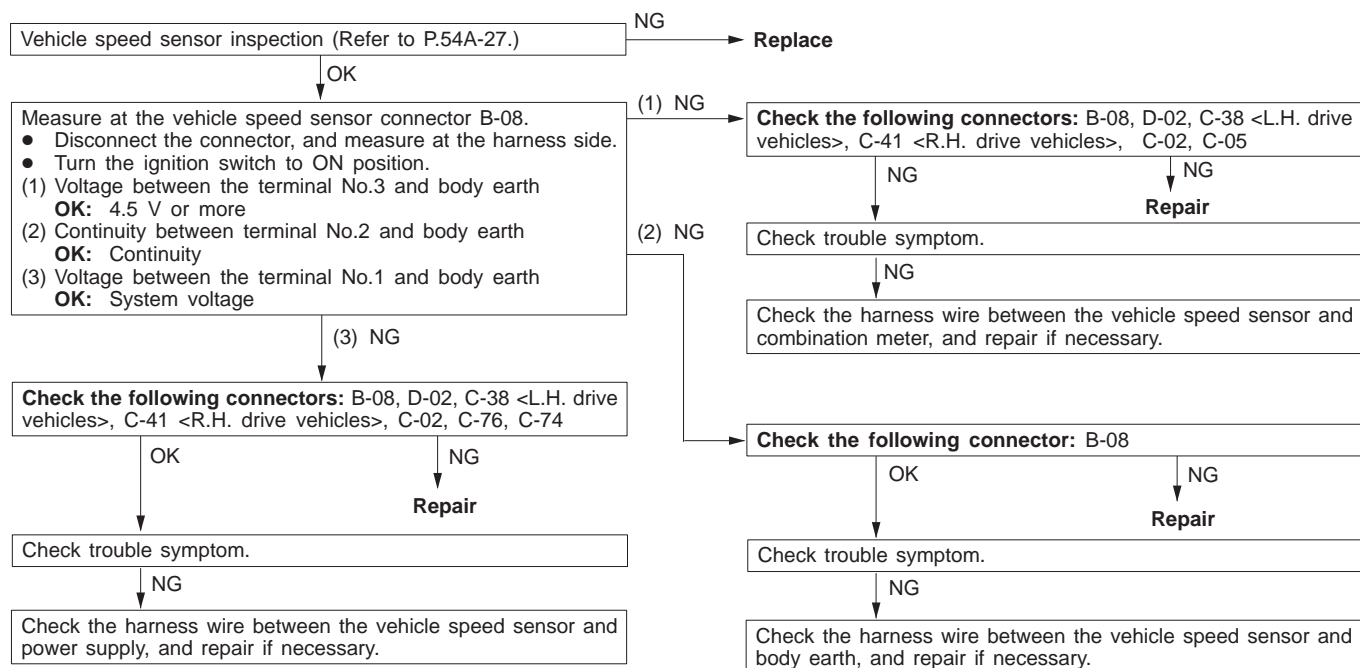 Vehicle speed sensor inspection (Refer to P.54A-27.)
NG
Replace
OK
Measure at the vehicle speed sensor connector B-08.
● Disconnect the connector, and measure at the harness side.
● Turn the ignition switch to ON position.
(1) Voltage between the terminal No.3 and body earth
OK: 4.5 V or more
(2) Continuity between terminal No.2 and body earth
OK: Continuity
(3) Voltage between the terminal No.1 and body earth
OK: System voltage
(1) NG
Check the following connectors: B-08, D-02, C-38 <L.H. drive
vehicles>, C-41 <R.H. drive vehicles>, C-02, C-05
NG
NG
Repair
Check trouble symptom.
NG
Check the harness wire between the vehicle speed sensor and
combination meter, and repair if necessary.
(2) NG
Check the following connector: B-08
OK
NG
Repair
Check trouble symptom.
NG
Check the harness wire between the vehicle speed sensor and
body earth, and repair if necessary.
(3) NG
Check the following connectors: B-08, D-02, C-38 <L.H. drive
vehicles>, C-41 <R.H. drive vehicles>, C-02, C-76, C-74
OK
NG
Repair
Check trouble symptom.
NG
Check the harness wire between the vehicle speed sensor and
power supply, and repair if necessary.